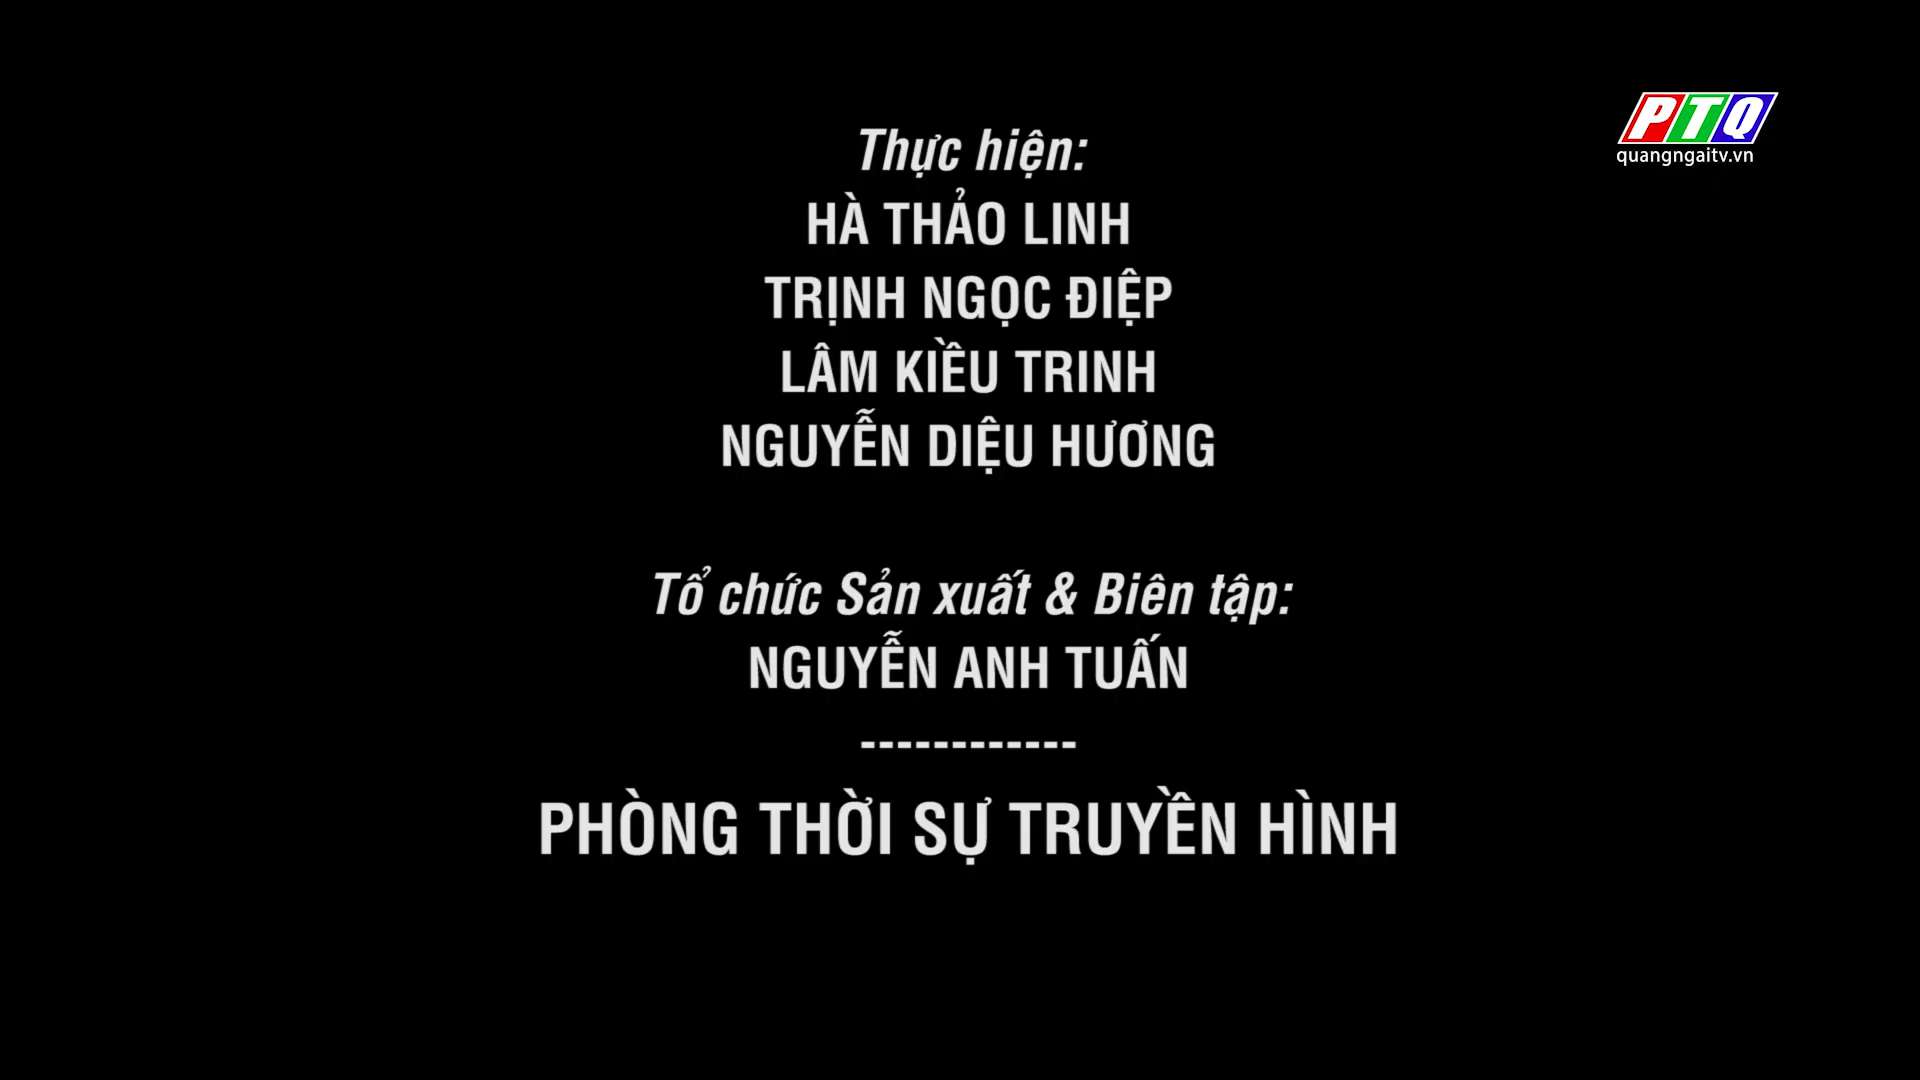 PTQ
quangngaitv.vn
Thực hiện:
HÀ THẢO LINH
TRỊNH NGỌC ĐIỆP
LÂM KIỀU TRINH
NGUYỄN DIỆU HƯƠNG
Tổ chức Sản xuất & Biên tập:
NGUYỄN ANH TUẤN
------------
PHÒNG THỜI SỰ TRUYỀN HÌNH